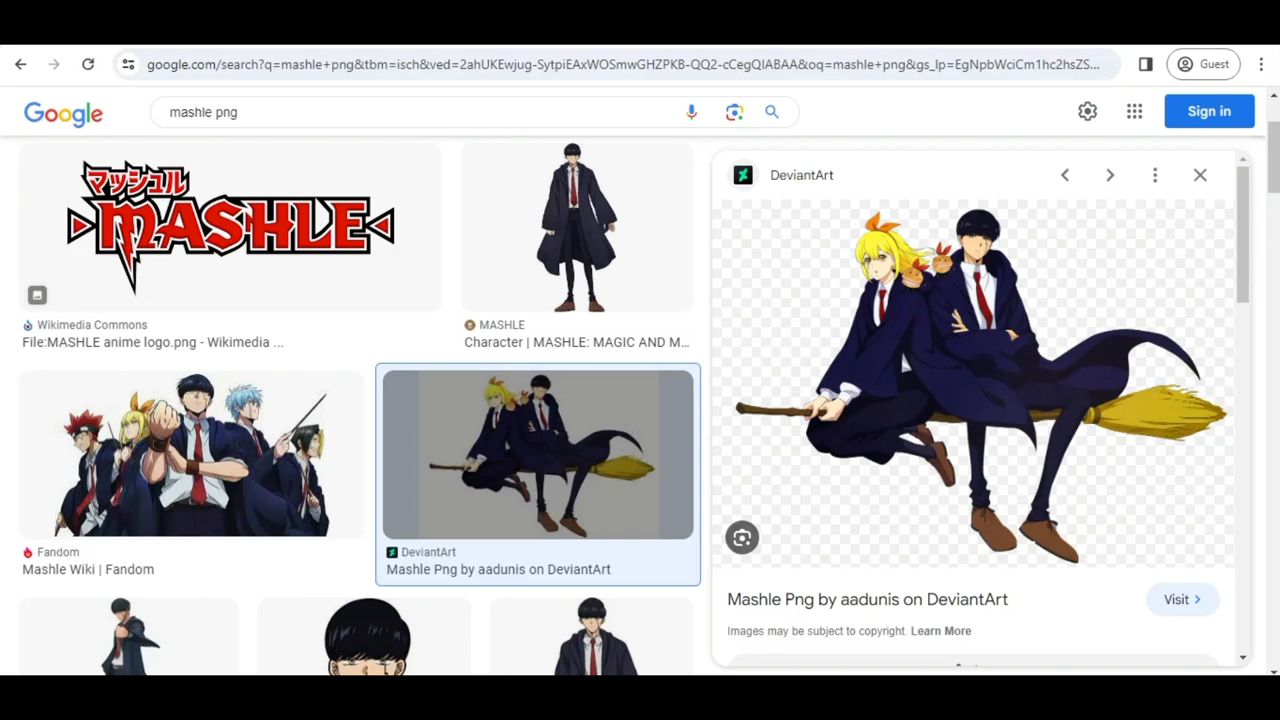 google.com/search?q=mashle+png&tbm=isch&ved=2ahUKEwjug-SytpiEAxWOSmwGHZPKB-QQ2-cCegQIABAA&oq=mashle+png&gs_lp=EgNpbWciCm1hc2hsZS...
Guest
Google
mashle png
Sign in
マッシュル
MASHLE
Wikimedia Commons
File:MASHLE anime logo.png - Wikimedia ...
MASHLE
Character | MASHLE: MAGIC AND M...
DeviantArt
Fandom
Mashle Wiki | Fandom
DeviantArt
Mashle Png by aadunis on DeviantArt
Mashle Png by aadunis on DeviantArt
Visit
Images may be subject to copyright. Learn More